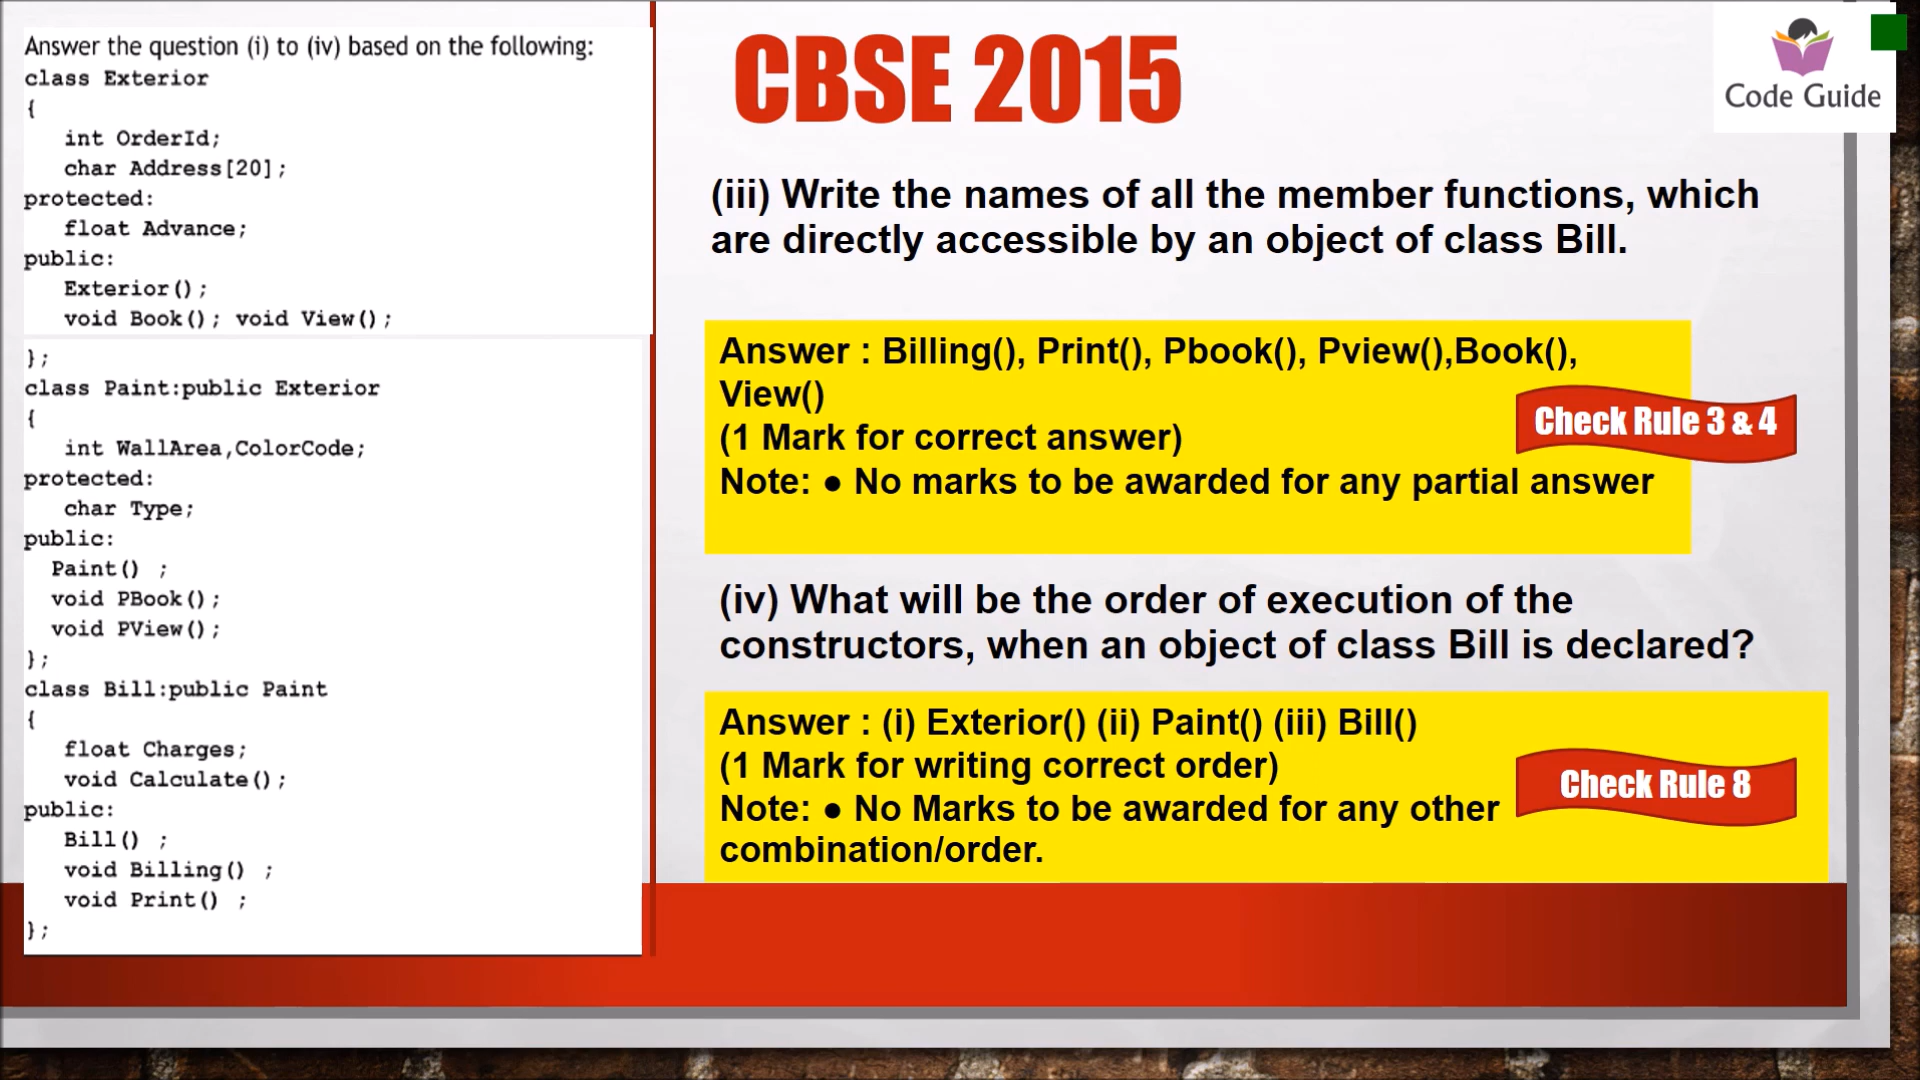 Answer the question (i) to (iv) based on the following:
class Exterior
{
int OrderId;
char Address[20];
protected:
float Advance;
public:
Exterior();
void Book(); void View();
};
class Paint:public Exterior
{
int WallArea,ColorCode;
protected:
char Type;
public:
Paint() ;
void PBook();
void PView();
};
class Bill:public Paint
{
float Charges;
void Calculate();
public:
Bill() ;
void Billing() ;
void Print() ;
};
CBSE 2015
Code Guide
(iii) Write the names of all the member functions, which
are directly accessible by an object of class Bill.
Answer : Billing(), Print(), Pbook(), Pview(),Book(),
View()
(1 Mark for correct answer)
Note: ● No marks to be awarded for any partial answer
Check Rule 3 & 4
(iv) What will be the order of execution of the
constructors, when an object of class Bill is declared?
Answer : (i) Exterior() (ii) Paint() (iii) Bill()
(1 Mark for writing correct order)
Note: ● No Marks to be awarded for any other
combination/order.
Check Rule 8